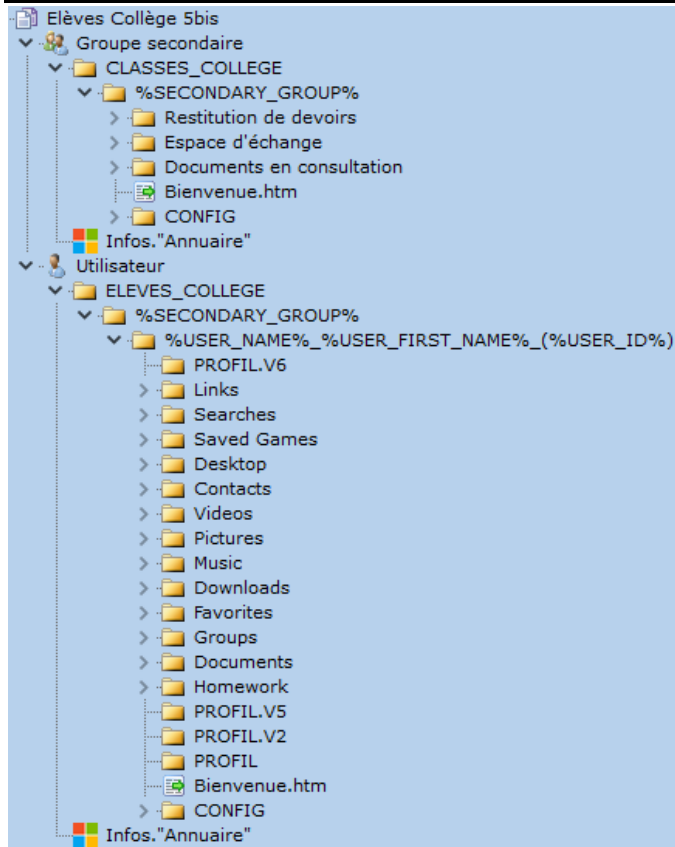 Elèves Collège 5bis
Groupe secondaire
CLASSES_COLLEGE
%SECONDARY_GROUP%
Restitution de devoirs
Espace d'échange
Documents en consultation
Bienvenue.htm
CONFIG
Infos."Annuaire"
Utilisateur
ELEVES_COLLEGE
%SECONDARY_GROUP%
%USER_NAME%_%USER_FIRST_NAME%_(%USER_ID%)
PROFIL.V6
Links
Searches
Saved Games
Desktop
Contacts
Videos
Pictures
Music
Downloads
Favorites
Groups
Documents
Homework
PROFIL.V5
PROFIL.V2
PROFIL
Bienvenue.htm
CONFIG
Infos."Annuaire"